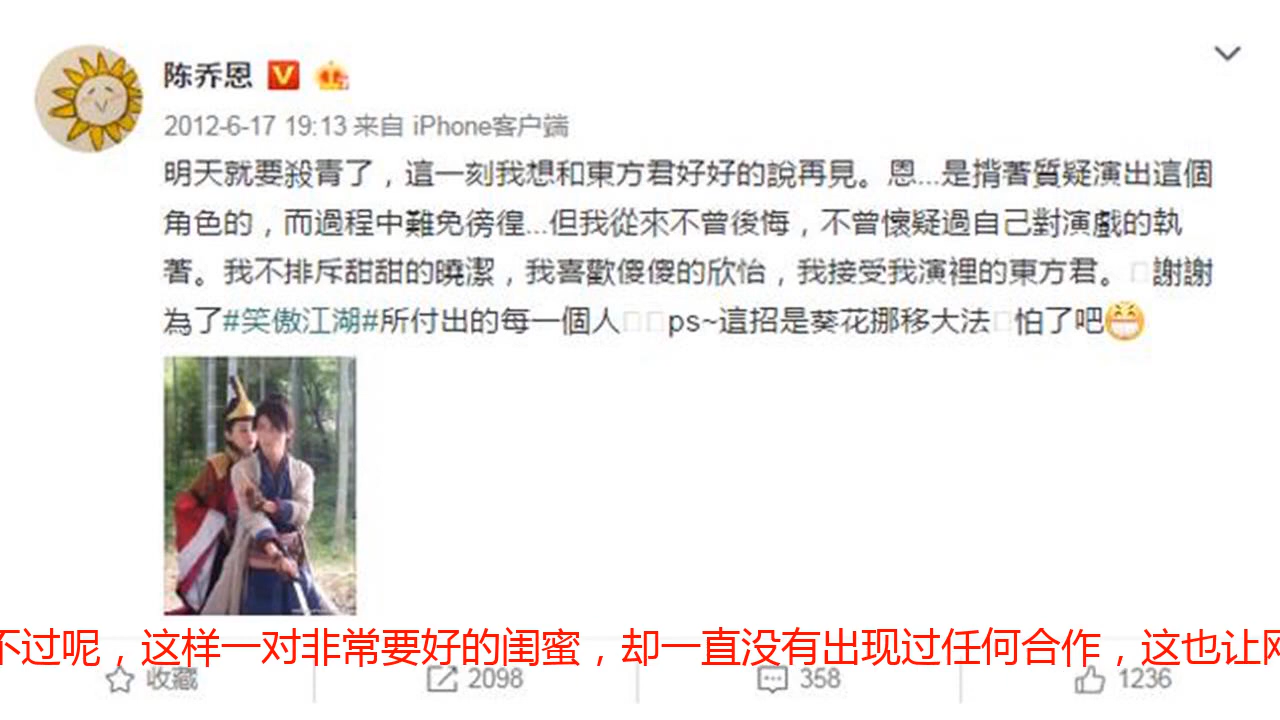 陈乔恩
2012-6-17 19:13 来自 iPhone客户端
明天就要殺青了，這一刻我想和東方君好好的說再見。恩...是揹著質疑演出這個
角色的，而過程中難免徬徨...但我從來不曾後悔，不曾懷疑過自己對演戲的執
著。我不排斥甜甜的曉潔，我喜歡傻傻的欣怡，我接受我演裡的東方君。謝謝
為了#笑傲江湖#所付出的每一個人ps~這招是葵花挪移大法怕了吧
不过呢，这样一对非常要好的闺蜜，却一直没有出现过任何合作，这也让网
收藏 2098 358 1236